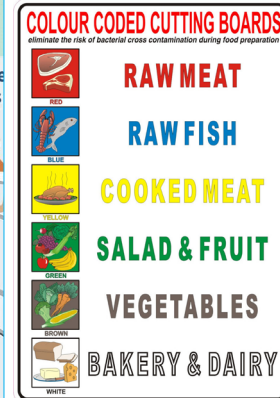 COLOUR CODED CUTTING BOARDS
eliminate the risk of bacterial cross contamination during food preparation
RAW MEAT
RED
RAW FISH
BLUE
COOKED MEAT
YELLOW
SALAD & FRUIT
GREEN
VEGETABLES
BROWN
BAKERY & DAIRY
WHITE